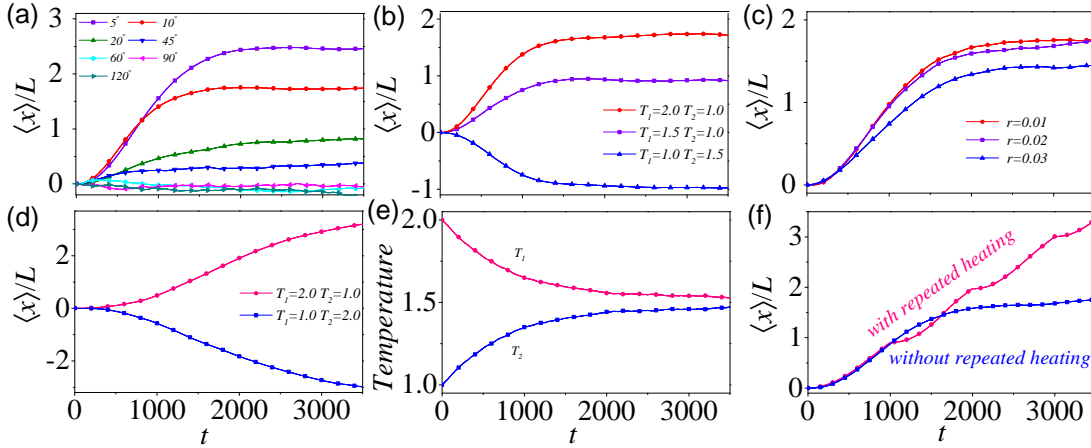 (a)
5° 10°
20° 45°
60° 90°
120°
⟨x⟩/L
3
2
1
0
(b)
⟨x⟩/L
2
1
0
-1
T₁=2.0 T₂=1.0
T₁=1.5 T₂=1.0
T₁=1.0 T₂=1.5
(c)
⟨x⟩/L
2
1
0
r=0.01
r=0.02
r=0.03
(d)
⟨x⟩/L
2
0
-2
T₁=2.0 T₂=1.0
T₁=1.0 T₂=2.0
0 1000 2000 3000
t
(e)
Temperature
2.0
1.5
1.0
T₁
T₂
0 1000 2000 3000
t
(f)
⟨x⟩/L
3
2
1
0
with repeated heating
without repeated heating
0 1000 2000 3000
t